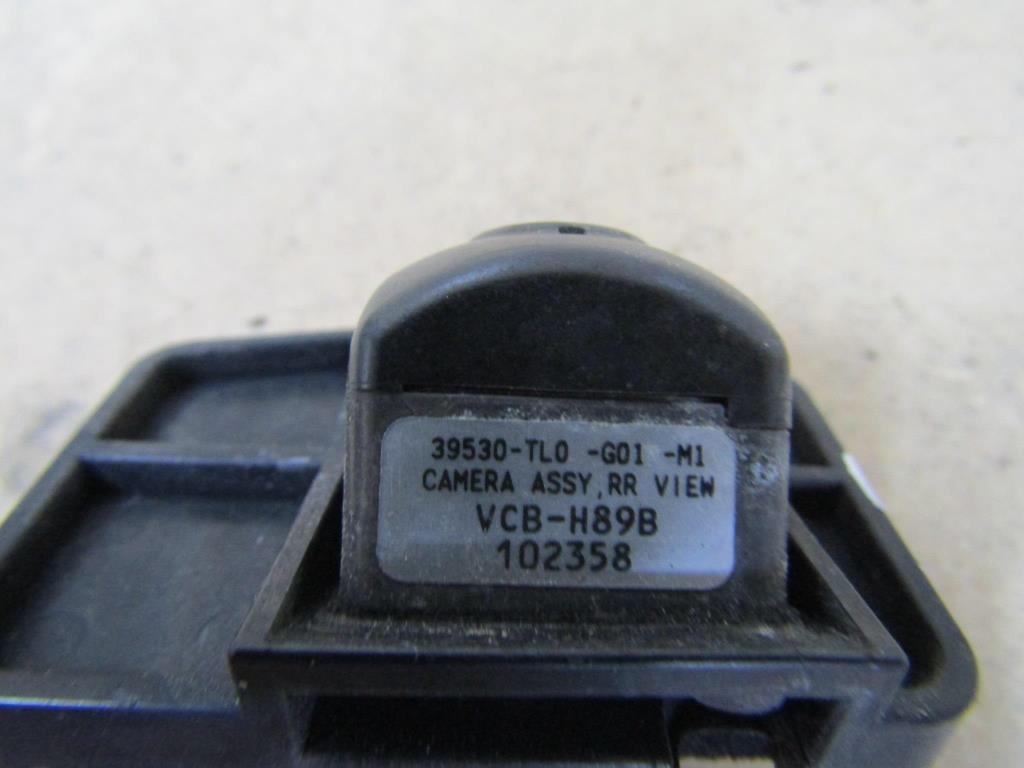 39530-TL0 -G01 -M1
CAMERA ASSY,RR VIEW
VCB-H89B
102358